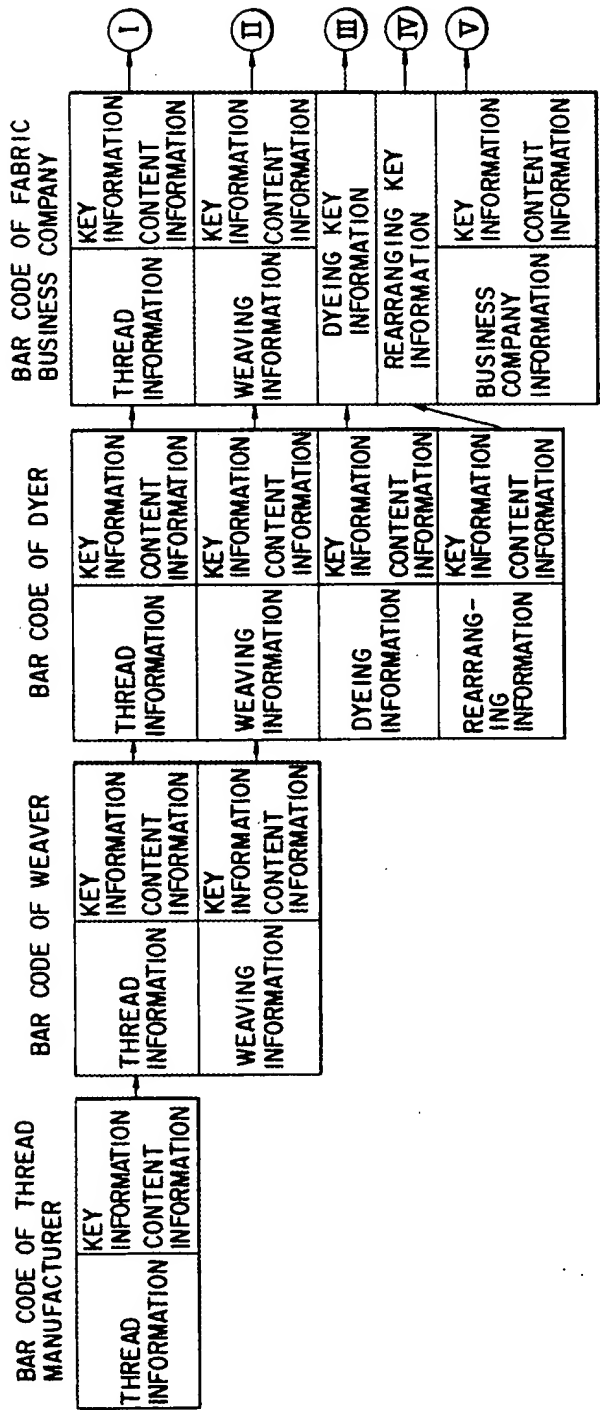 BAR CODE OF THREAD
MANUFACTURER
THREAD
INFORMATION
KEY
INFORMATION
CONTENT
INFORMATION
BAR CODE OF WEAVER
THREAD
INFORMATION
KEY
INFORMATION
CONTENT
INFORMATION
WEAVING
INFORMATION
KEY
INFORMATION
CONTENT
INFORMATION
BAR CODE OF DYER
THREAD
INFORMATION
KEY
INFORMATION
CONTENT
INFORMATION
WEAVING
INFORMATION
KEY
INFORMATION
CONTENT
INFORMATION
DYEING
INFORMATION
KEY
INFORMATION
CONTENT
INFORMATION
REARRANG-
ING
INFORMATION
KEY
INFORMATION
CONTENT
INFORMATION
BAR CODE OF FABRIC
BUSINESS COMPANY
THREAD
INFORMATION
KEY
INFORMATION
CONTENT
INFORMATION
I
WEAVING
INFORMATION
KEY
INFORMATION
CONTENT
INFORMATION
II
DYEING KEY
INFORMATION
III
REARRANGING KEY
INFORMATION
IV
BUSINESS
COMPANY
INFORMATION
KEY
INFORMATION
CONTENT
INFORMATION
V